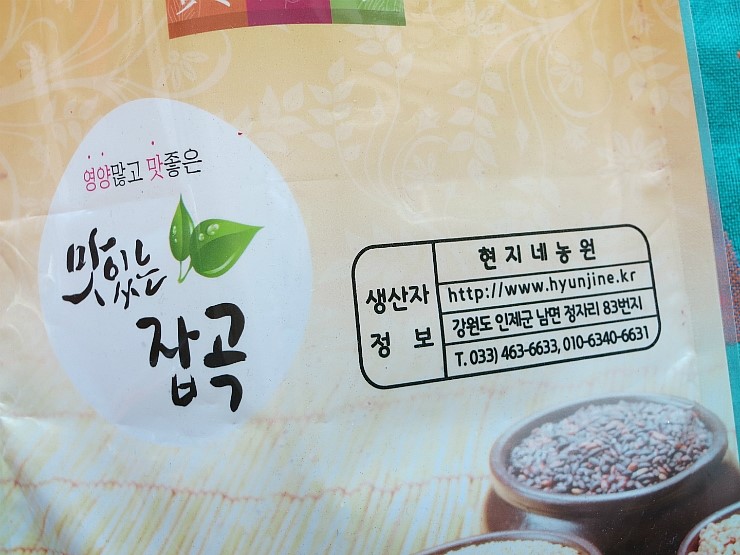 영양많고 맛좋은
맛있는
잡곡
생산자
정 보
현지네농원
http://www.hyunjine.kr
강원도 인제군 남면 정자리 83번지
T. 033) 463-6633, 010-6340-6631